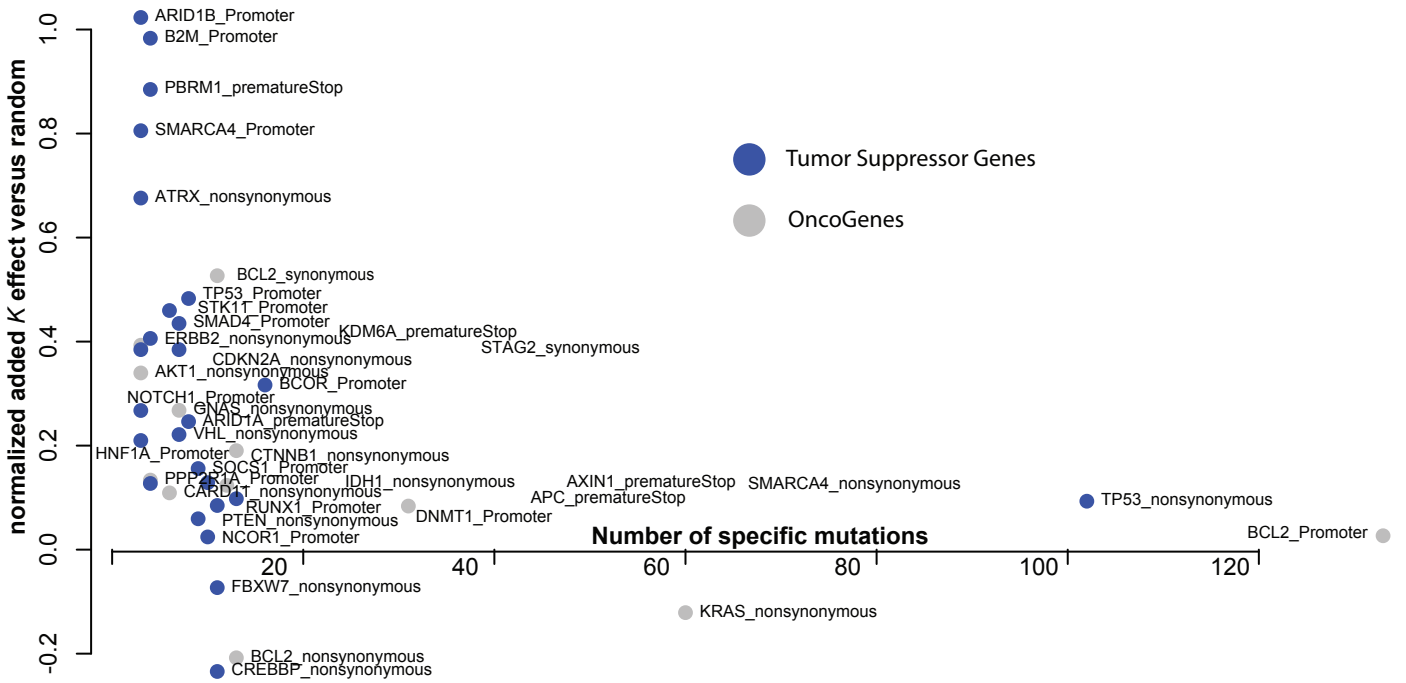 normalized added K effect versus random
1.0
0.8
0.6
0.4
0.2
0.0
-0.2
ARID1B_Promoter
B2M_Promoter
PBRM1_prematureStop
SMARCA4_Promoter
ATRX_nonsynonymous
Tumor Suppressor Genes
OncoGenes
BCL2_synonymous
TP53_Promoter
STK11_Promoter
SMAD4_Promoter
KDM6A_prematureStop
ERBB2_nonsynonymous
STAG2_synonymous
CDKN2A_nonsynonymous
AKT1_nonsynonymous
BCOR_Promoter
NOTCH1_Promoter
GNAS_nonsynonymous
ARID1A_prematureStop
VHL_nonsynonymous
HNF1A_Promoter
CTNNB1_nonsynonymous
SOCS1_Promoter
PPP2R1A_Promoter
IDH1_nonsynonymous
AXIN1_prematureStop
SMARCA4_nonsynonymous
CARD11_nonsynonymous
APC_prematureStop
TP53_nonsynonymous
RUNX1_Promoter
DNMT1_Promoter
PTEN_nonsynonymous
BCL2_Promoter
NCOR1_Promoter
Number of specific mutations
20 40 60 80 100 120
FBXW7_nonsynonymous
KRAS_nonsynonymous
BCL2_nonsynonymous
CREBBP_nonsynonymous